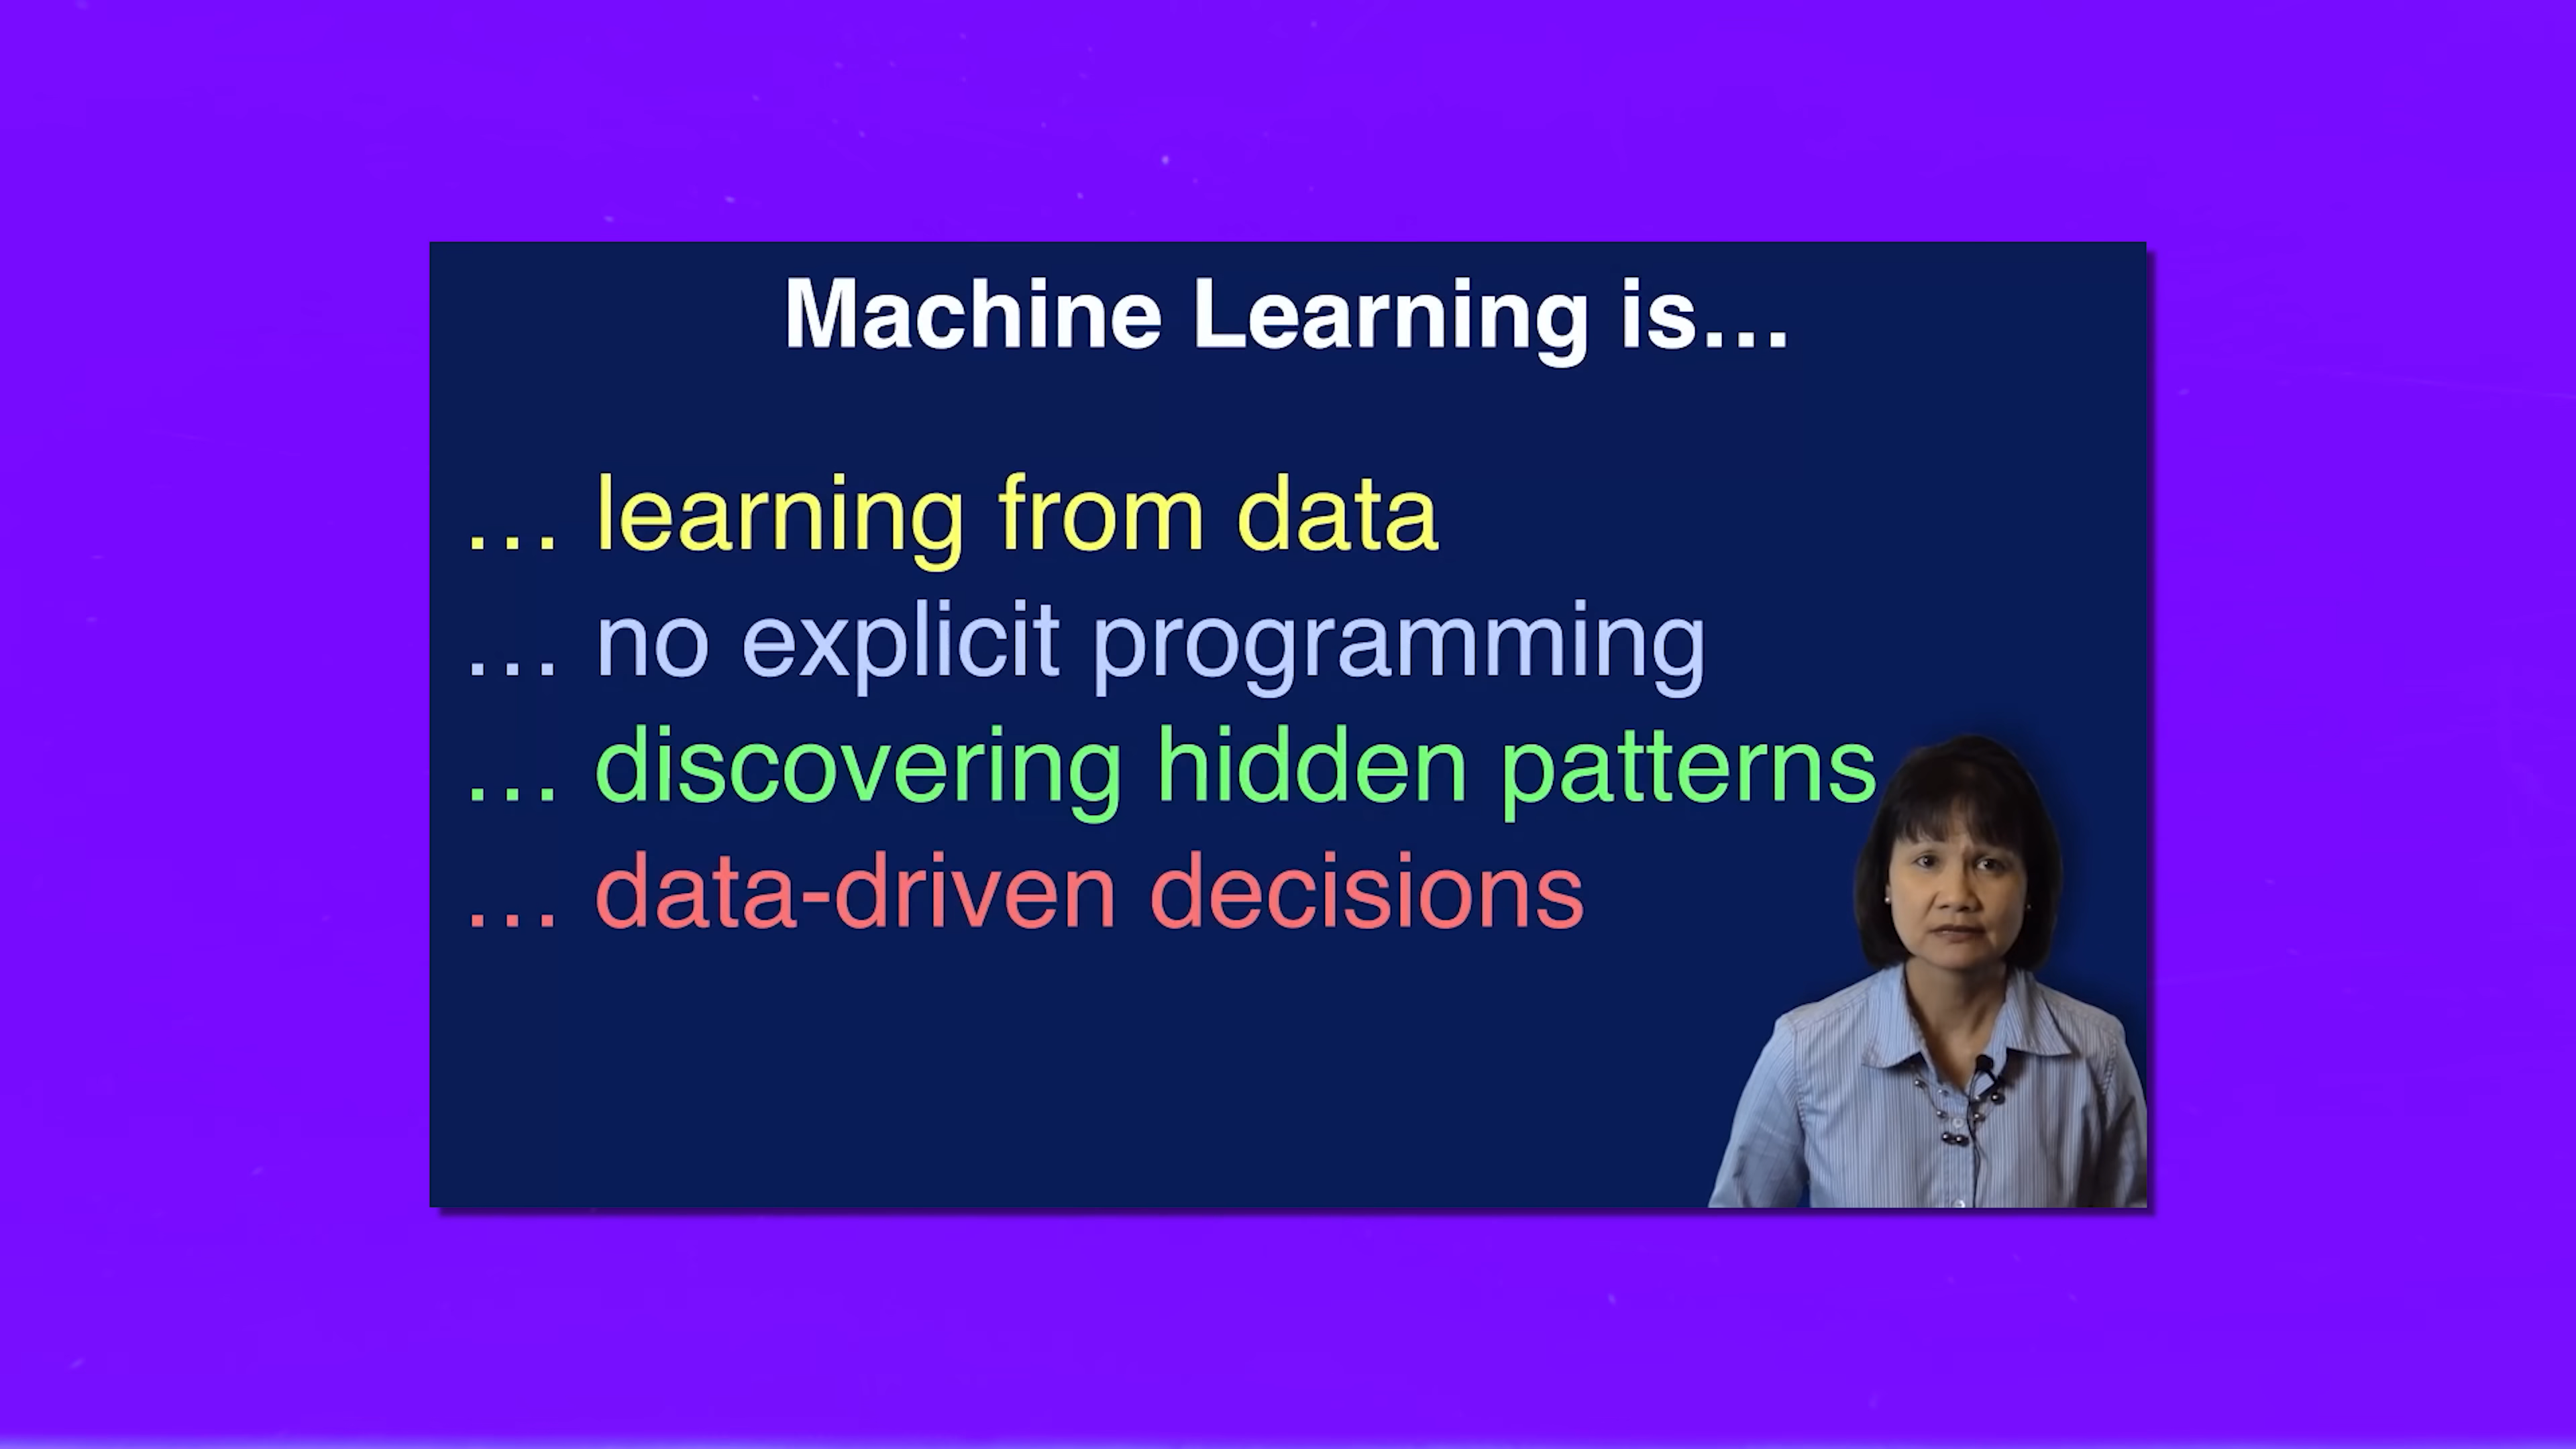 Machine Learning is...
... learning from data
... no explicit programming
... discovering hidden patterns
... data-driven decisions